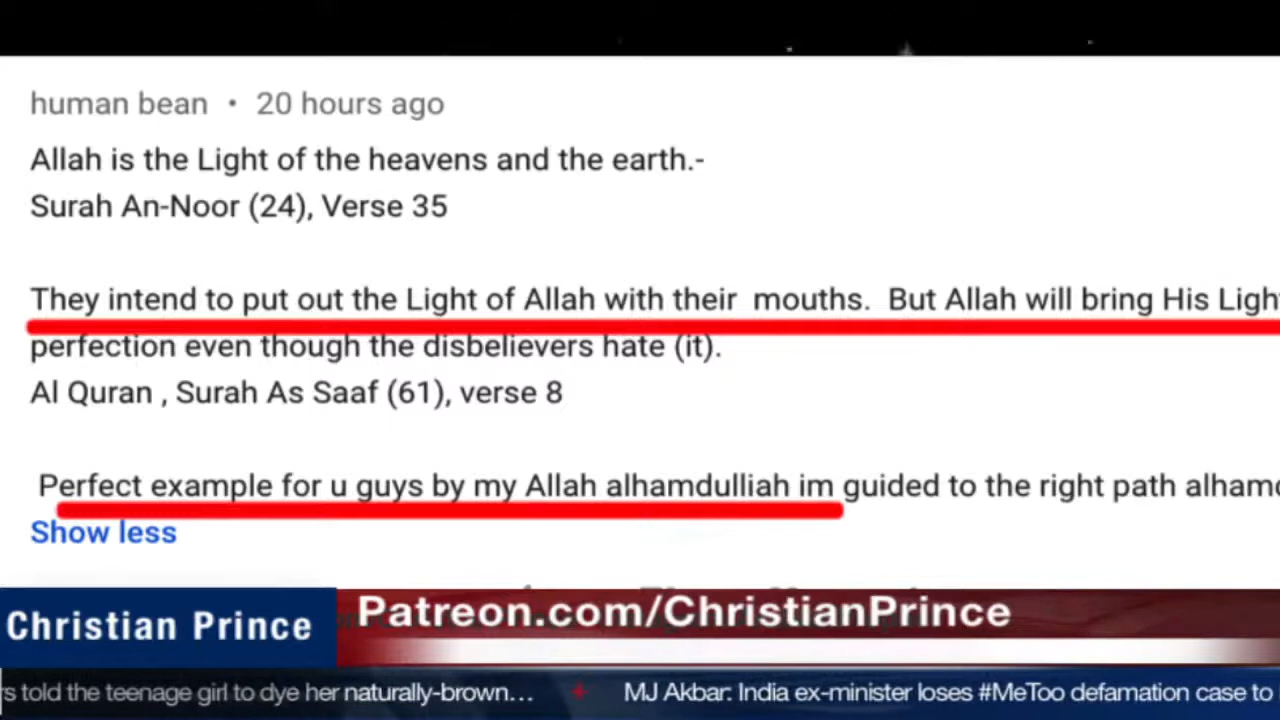 human bean • 20 hours ago
Allah is the Light of the heavens and the earth.-
Surah An-Noor (24), Verse 35
They intend to put out the Light of Allah with their mouths. But Allah will bring His Ligh
perfection even though the disbelievers hate (it).
Al Quran , Surah As Saaf (61), verse 8
Perfect example for u guys by my Allah alhamdulliah im guided to the right path alham
Show less
Christian Prince
Patreon.com/ChristianPrince
s told the teenage girl to dye her naturally-brown… + MJ Akbar: India ex-minister loses #MeToo defamation case to